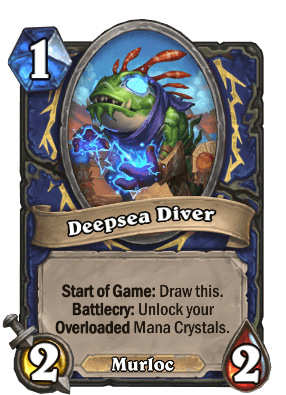 1
Deepsea Diver
Start of Game: Draw this.
Battlecry: Unlock your
Overloaded Mana Crystals.
2
Murloc
2